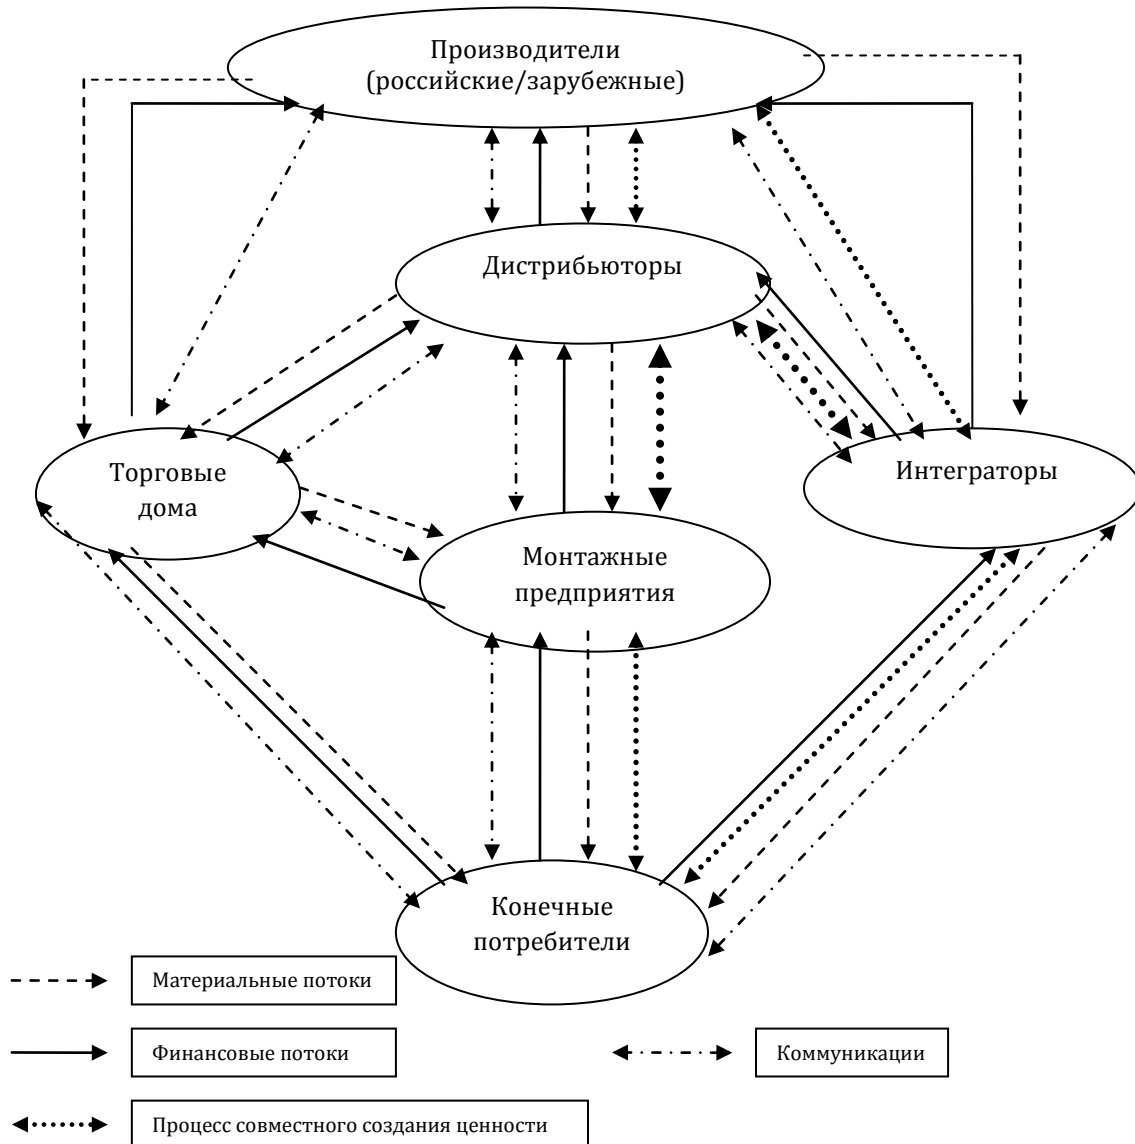 Производители
(российские/зарубежные)
Дистрибьюторы
Торговые
дома
Интеграторы
Монтажные
предприятия
Конечные
потребители
Материальные потоки
Финансовые потоки
Коммуникации
Процесс совместного создания ценности